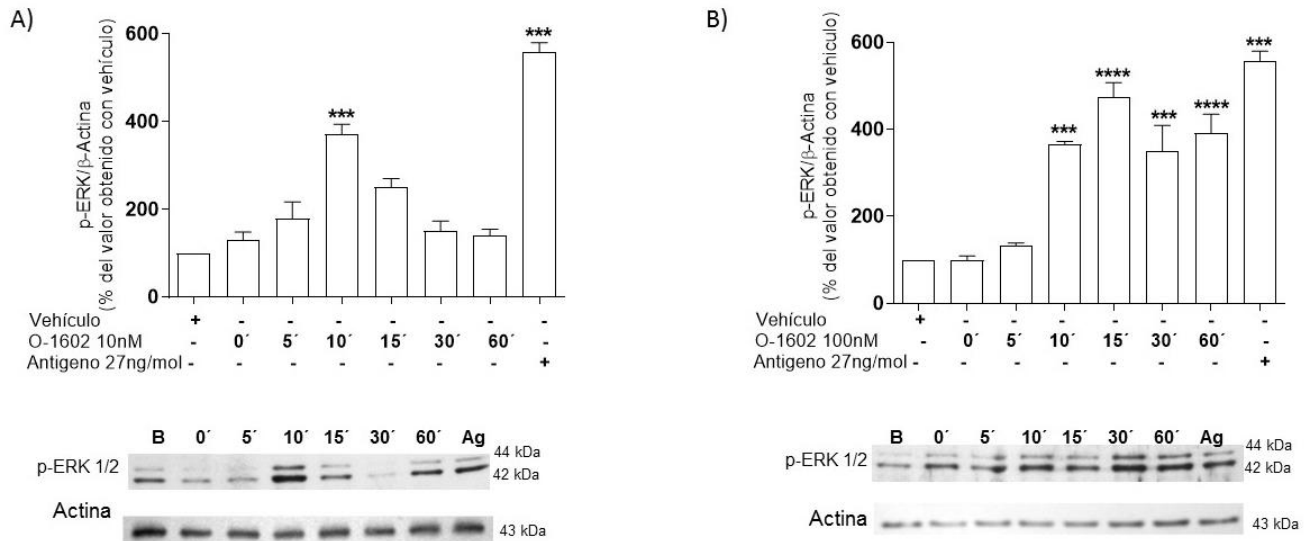 A)
p-ERK/β-Actina
(% del valor obtenido con vehículo)
600
400
200
0
***
***
Vehículo + - - - - - - -
O-1602 10nM - 0´ 5´ 10´ 15´ 30´ 60´ -
Antigeno 27ng/mol - - - - - - - +
B 0´ 5´ 10´ 15´ 30´ 60´ Ag
p-ERK 1/2
44 kDa
42 kDa
Actina
43 kDa
B)
p-ERK/β-Actina
(% del valor obtenido con vehículo)
600
400
200
0
***
****
***
****
***
Vehículo + - - - - - - -
O-1602 100nM - 0´ 5´ 10´ 15´ 30´ 60´ -
Antigeno 27ng/mol - - - - - - - +
B 0´ 5´ 10´ 15´ 30´ 60´ Ag
p-ERK 1/2
44 kDa
42 kDa
Actina
43 kDa